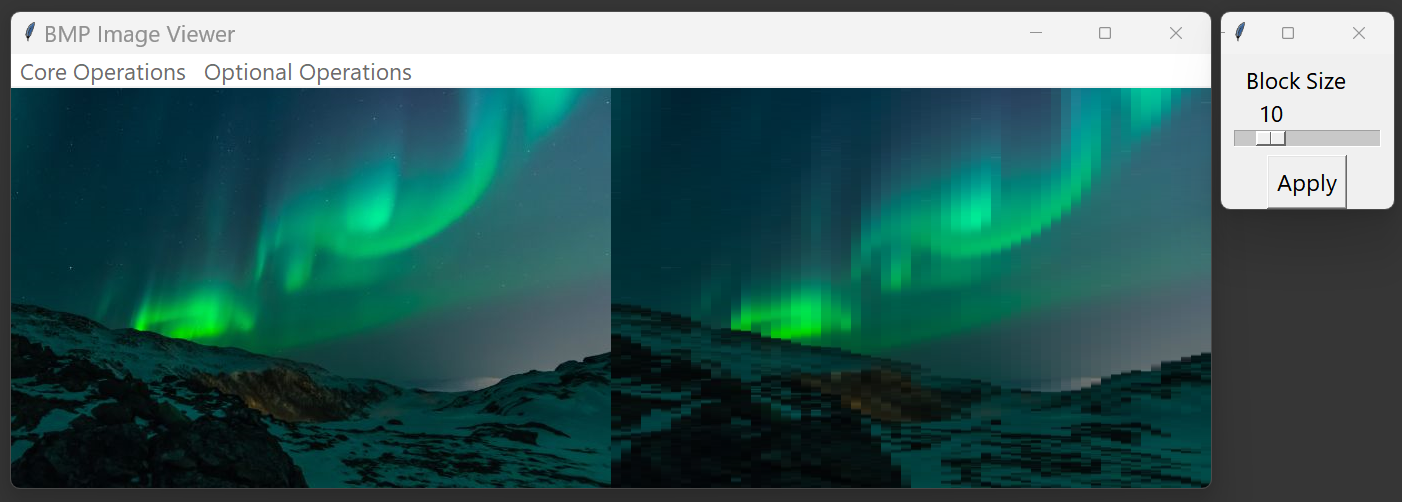 BMP Image Viewer
Core Operations Optional Operations
Block Size
10
Apply